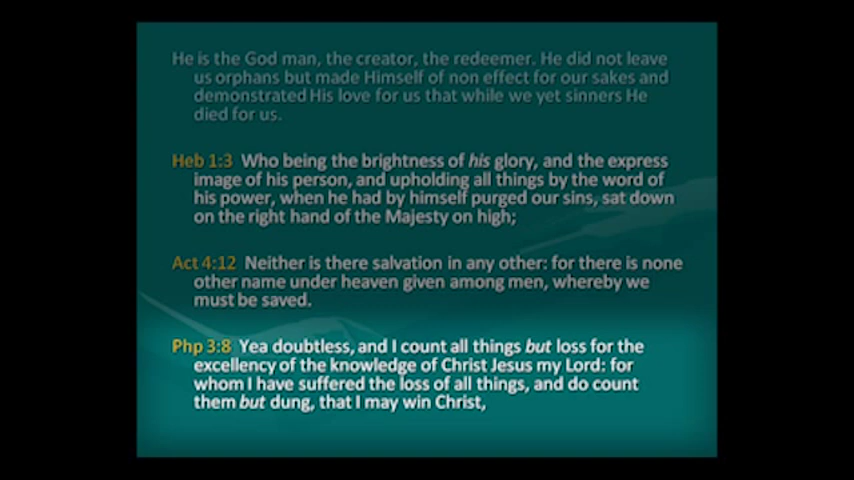 He is the God man, the creator, the redeemer. He did not leave
us orphans but made Himself of non effect for our sakes and
demonstrated His love for us that while we yet sinners He
died for us.
Heb 1:3 Who being the brightness of his glory, and the express
image of his person, and upholding all things by the word of
his power, when he had by himself purged our sins, sat down
on the right hand of the Majesty on high;
Act 4:12 Neither is there salvation in any other: for there is none
other name under heaven given among men, whereby we
must be saved.
Php 3:8 Yea doubtless, and I count all things but loss for the
excellency of the knowledge of Christ Jesus my Lord: for
whom I have suffered the loss of all things, and do count
them but dung, that I may win Christ,